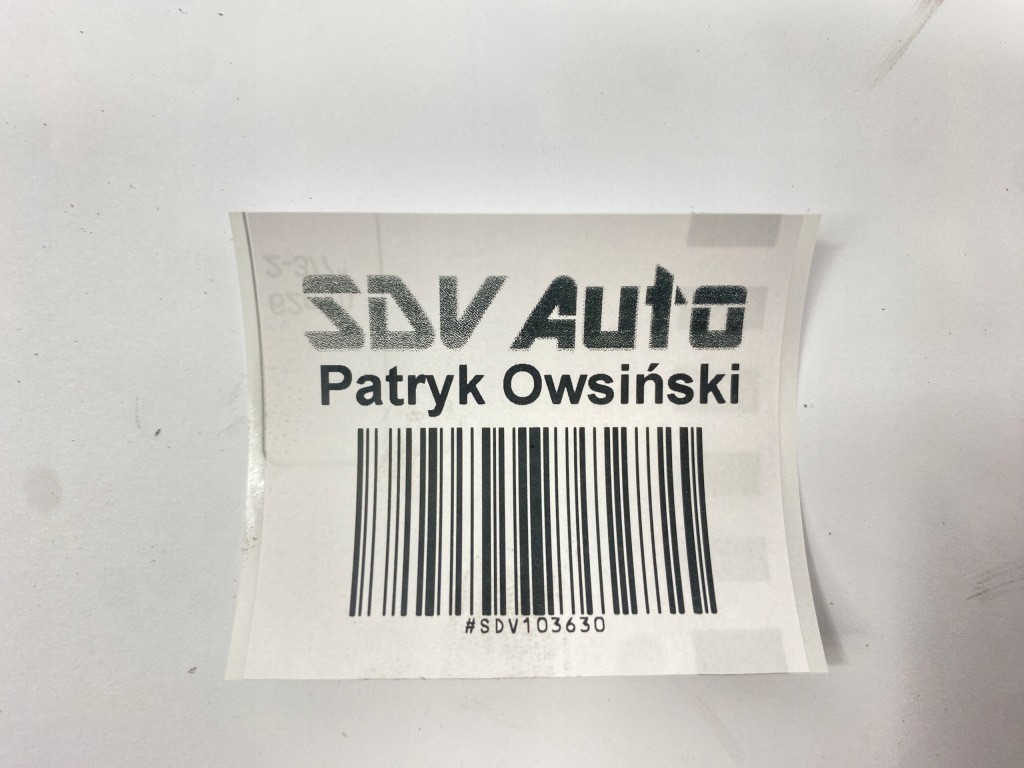 SDV Auto
Patryk Owsiński
#SDV103630